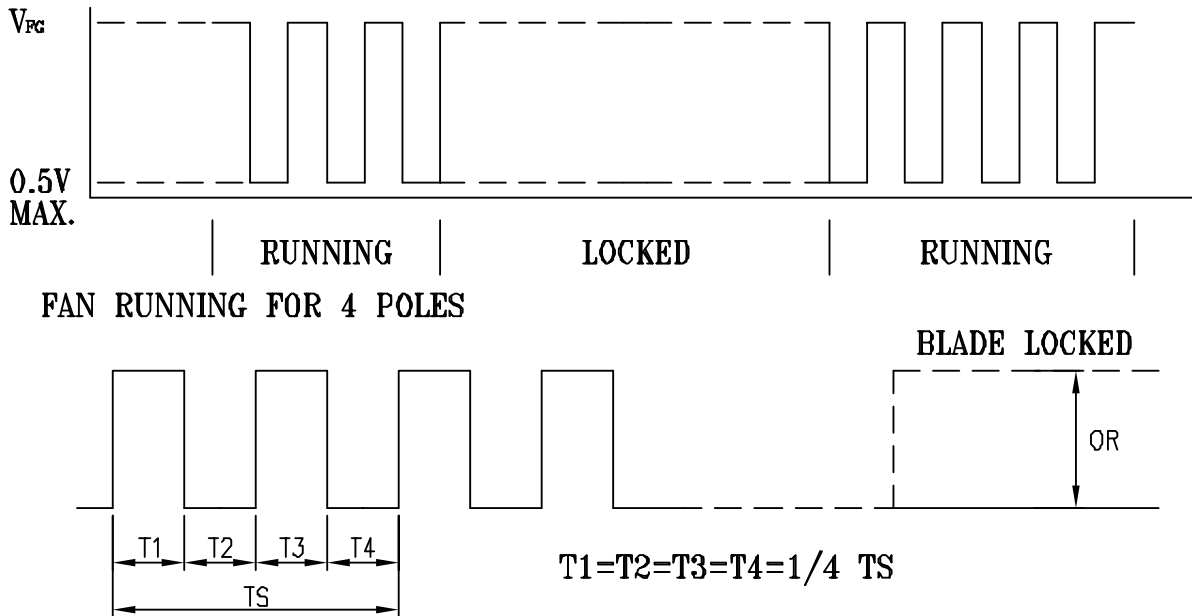 VFG
0.5V
MAX.
RUNNING LOCKED RUNNING
FAN RUNNING FOR 4 POLES
BLADE LOCKED
OR
T1 T2 T3 T4
TS
T1=T2=T3=T4=1/4 TS